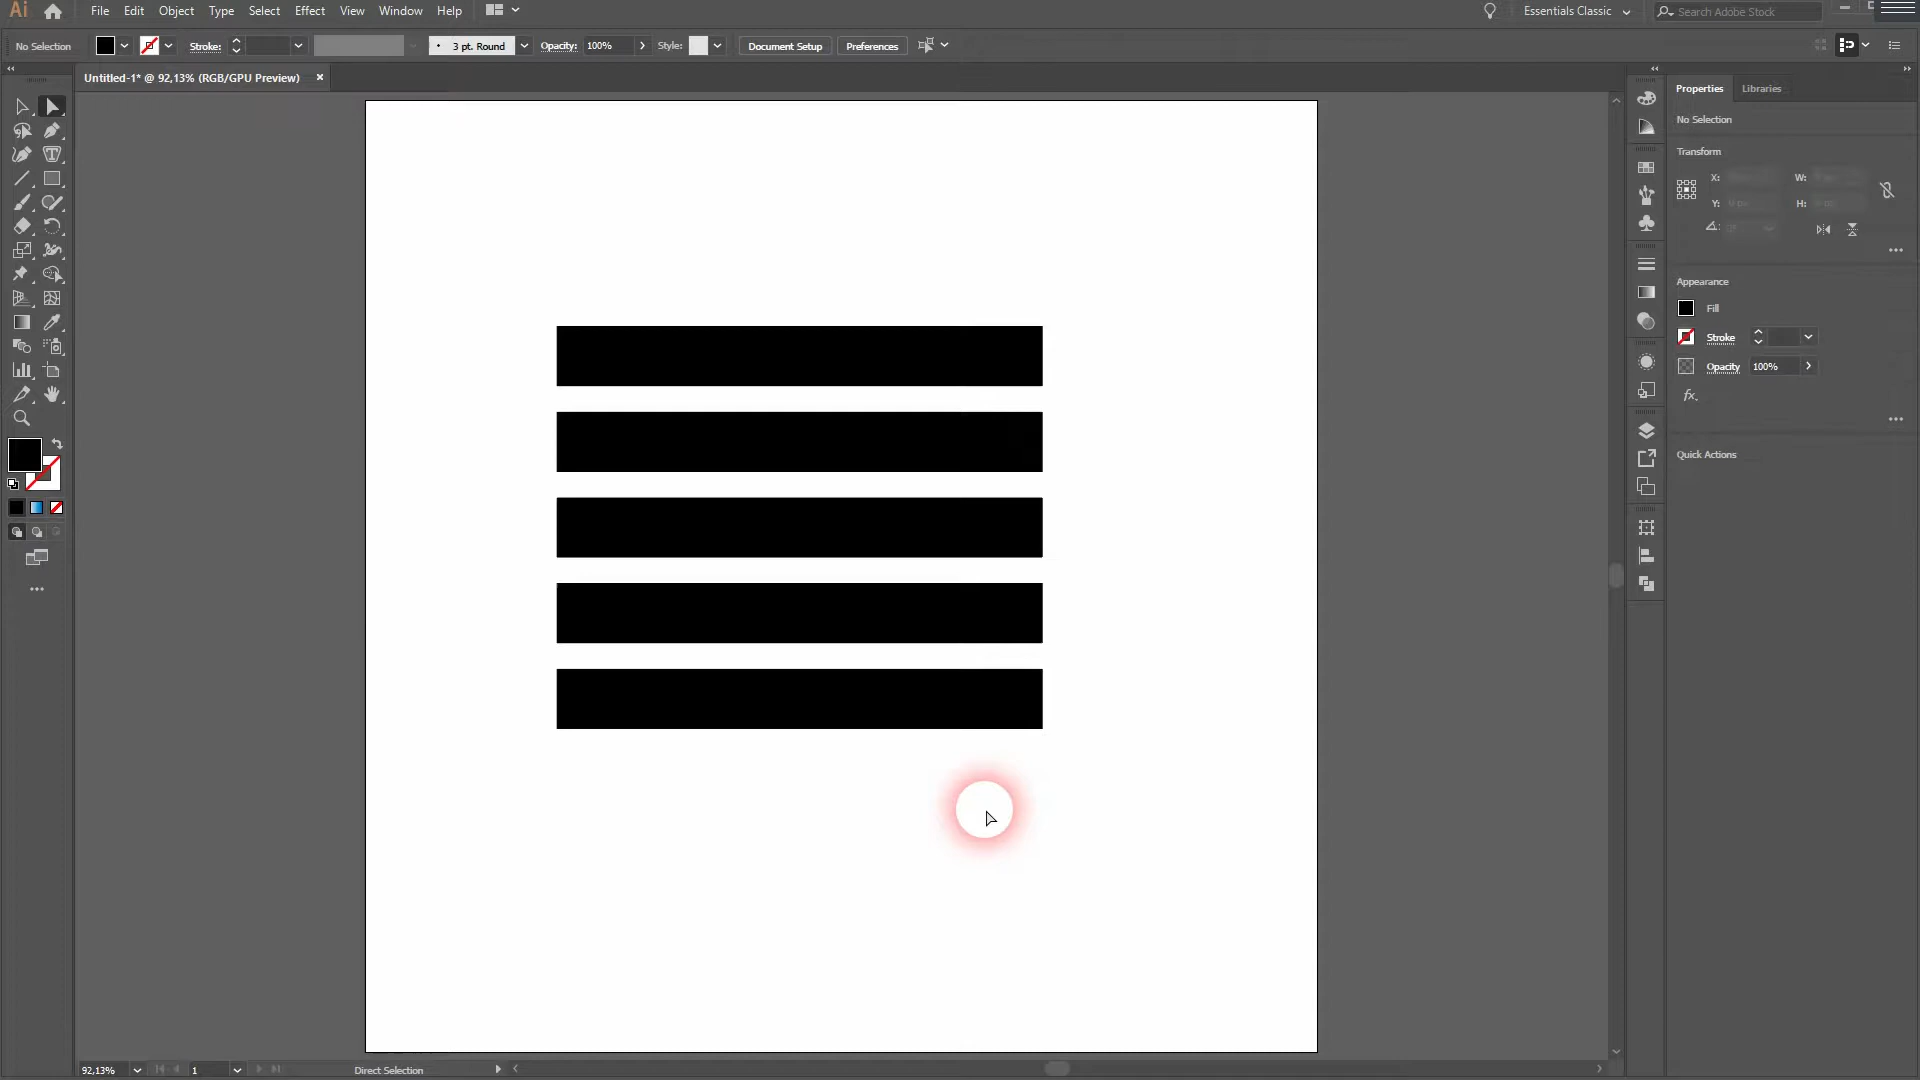 Ai File Edit Object Type Select Effect View Window Help Essentials Classic Search Adobe Stock
No Selection Stroke: 3 pt. Round Opacity: 100% Style: Document Setup Preferences
Untitled-1* @ 92,13% (RGB/GPU Preview) ×
Properties Libraries
No Selection
Transform
X: W:
Y: H:
Appearance
Fill
Stroke
Opacity 100%
fx.
Quick Actions
92,13% 1 Direct Selection